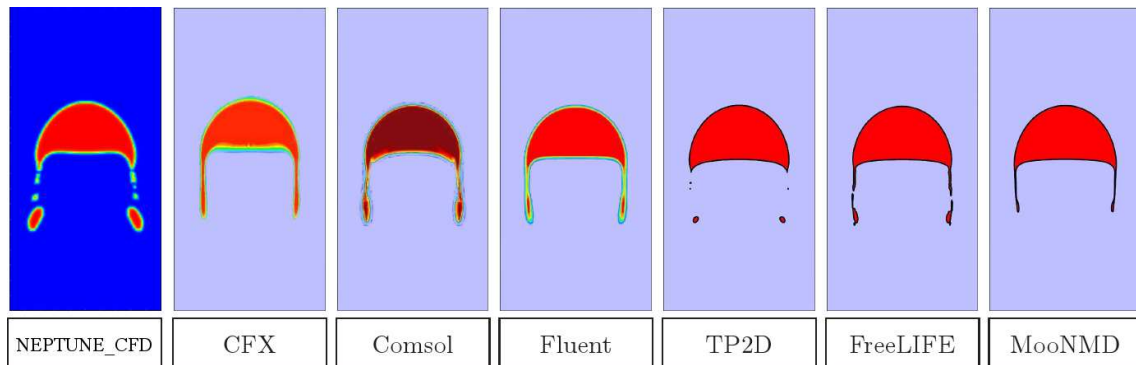 NEPTUNE_CFD
CFX
Comsol
Fluent
TP2D
FreeLIFE
MooNMD